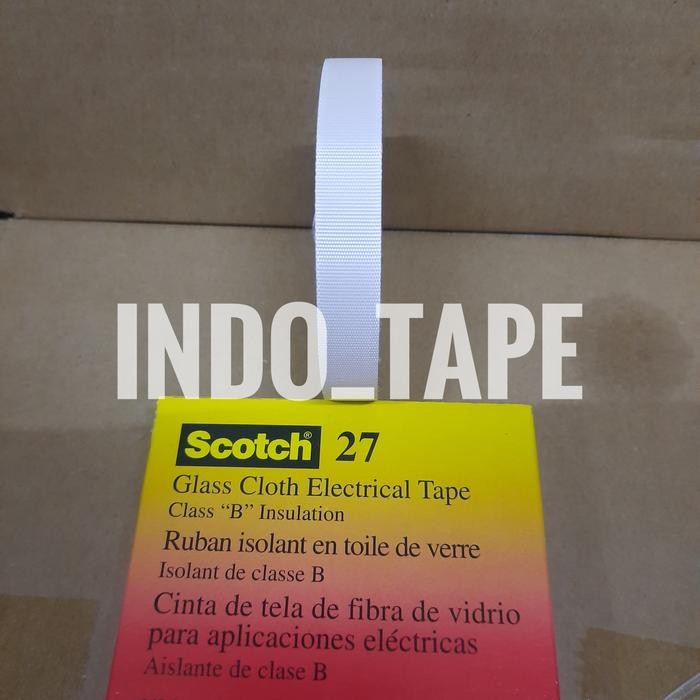 INDO_TAPE
Scotch® 27
Glass Cloth Electrical Tape
Class “B” Insulation
Ruban isolant en toile de verre
Isolant de classe B
Cinta de tela de fibra de vidrio
para aplicaciones eléctricas
Aislante de clase B